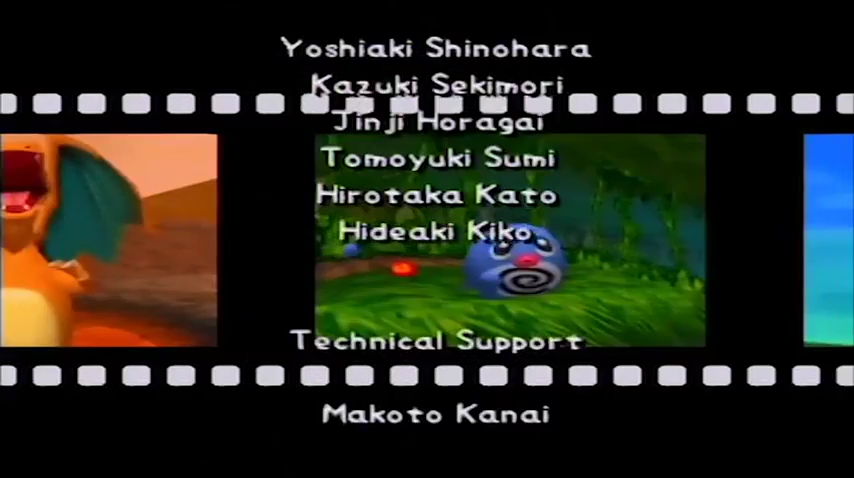 Yoshiaki Shinohara
Kazuki Sekimori
Jinji Horagai
Tomoyuki Sumi
Hirotaka Kato
Hideaki Kiko
Technical Support
Makoto Kanai